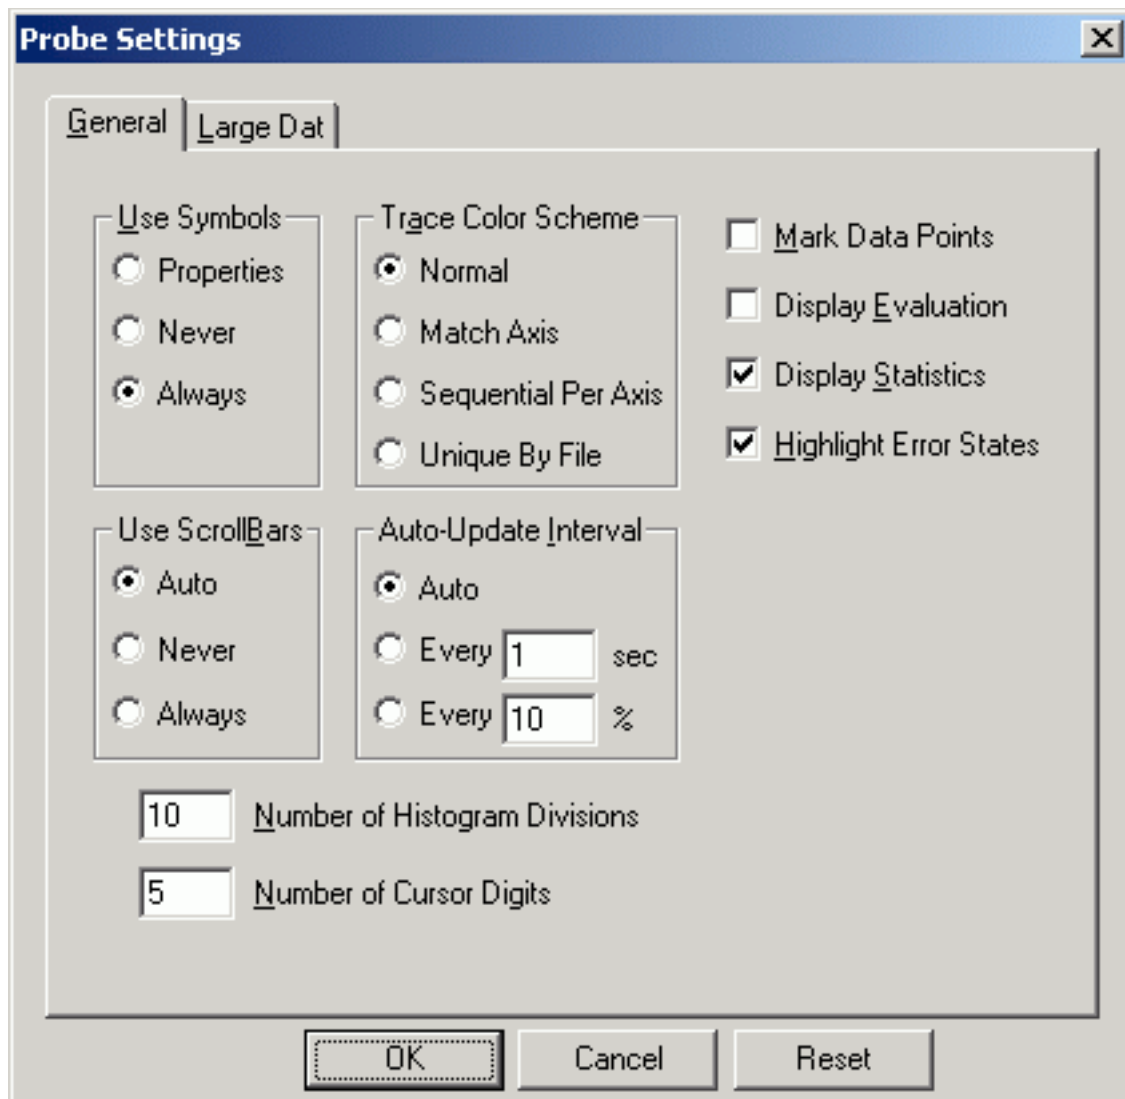 Probe Settings
General
Large Dat
Use Symbols
Properties
Never
Always
Trace Color Scheme
Normal
Match Axis
Sequential Per Axis
Unique By File
Mark Data Points
Display Evaluation
Display Statistics
Highlight Error States
Use ScrollBars
Auto
Never
Always
Auto-Update Interval
Auto
Every 1 sec
Every 10 %
10 Number of Histogram Divisions
5 Number of Cursor Digits
OK
Cancel
Reset